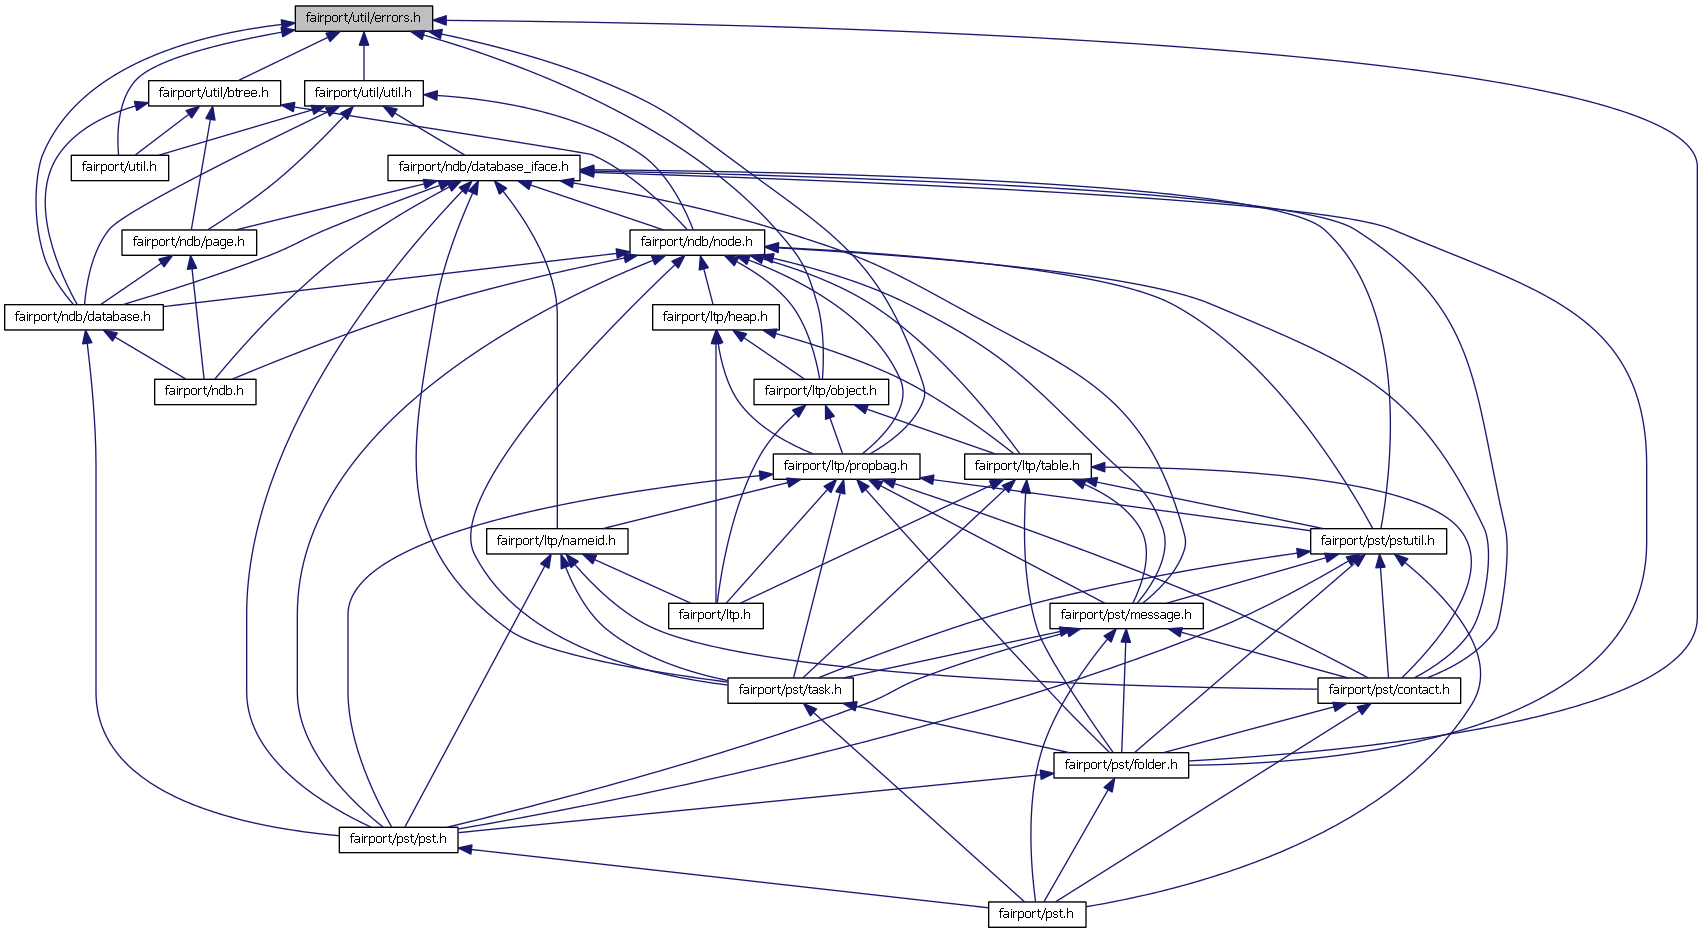 fairport/util/errors.h
fairport/util/btree.h
fairport/util/util.h
fairport/util.h
fairport/ndb/database_iface.h
fairport/ndb/page.h
fairport/ndb/node.h
fairport/ndb/database.h
fairport/ltp/heap.h
fairport/ndb.h
fairport/ltp/object.h
fairport/ltp/propbag.h
fairport/ltp/table.h
fairport/ltp/nameid.h
fairport/pst/pstutil.h
fairport/ltp.h
fairport/pst/message.h
fairport/pst/task.h
fairport/pst/contact.h
fairport/pst/folder.h
fairport/pst/pst.h
fairport/pst.h